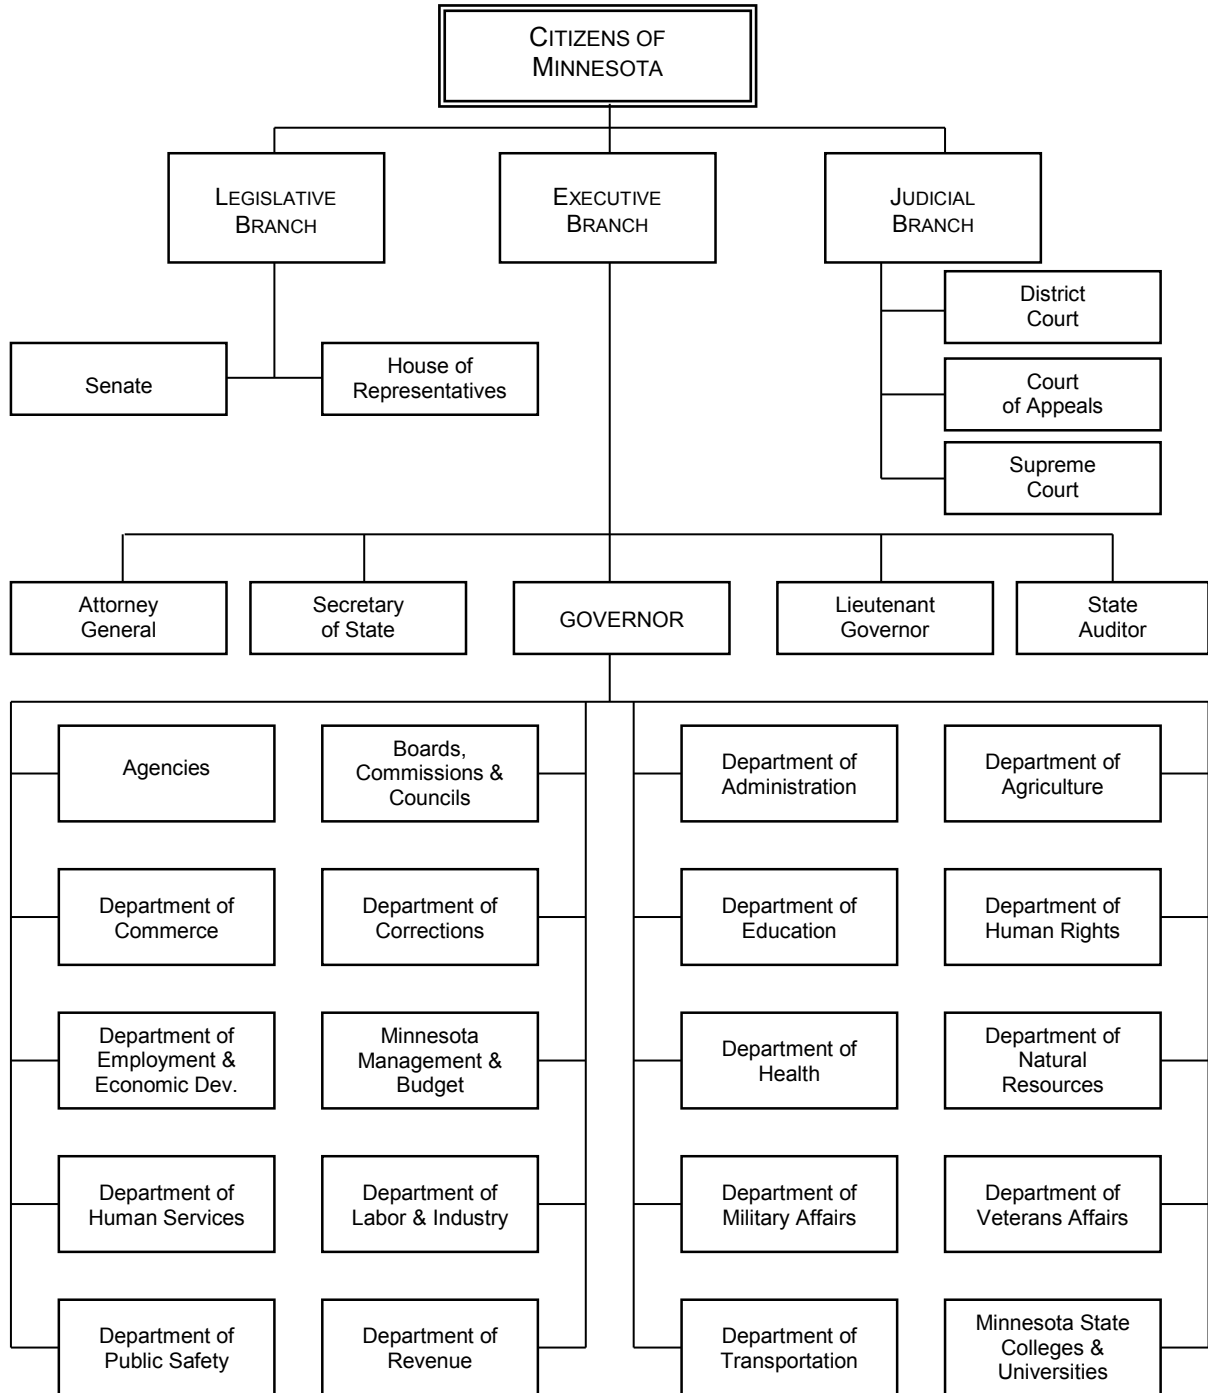 CITIZENS OF
MINNESOTA
LEGISLATIVE
BRANCH
EXECUTIVE
BRANCH
JUDICIAL
BRANCH
District
Court
Senate
House of
Representatives
Court
of Appeals
Supreme
Court
Attorney
General
Secretary
of State
GOVERNOR
Lieutenant
Governor
State
Auditor
Agencies
Boards,
Commissions &
Councils
Department of
Administration
Department of
Agriculture
Department of
Commerce
Department of
Corrections
Department of
Education
Department of
Human Rights
Department of
Employment &
Economic Dev.
Minnesota
Management &
Budget
Department of
Health
Department of
Natural
Resources
Department of
Human Services
Department of
Labor & Industry
Department of
Military Affairs
Department of
Veterans Affairs
Department of
Public Safety
Department of
Revenue
Department of
Transportation
Minnesota State
Colleges &
Universities